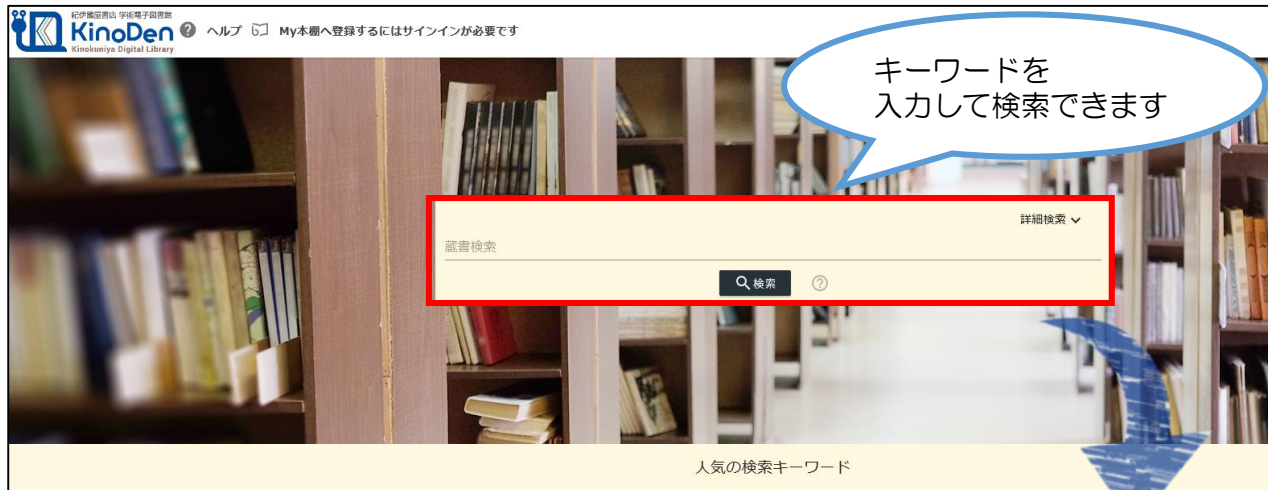 紀伊國屋書店 学術電子図書館
KinoDen
Kinokuniya Digital Library
ヘルプ
My本棚へ登録するにはサインインが必要です
キーワードを
入力して検索できます
詳細検索
蔵書検索
検索
人気の検索キーワード